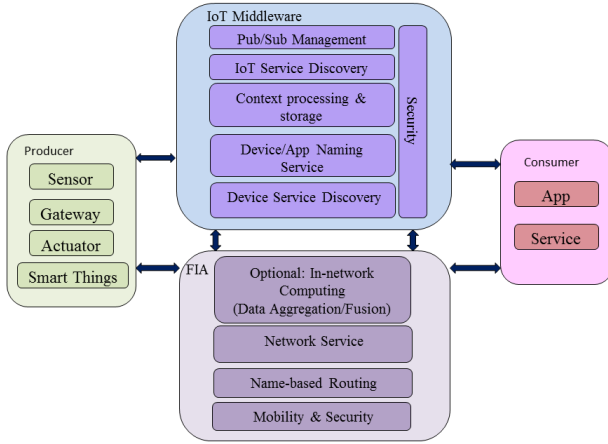 IoT Middleware
Pub/Sub Management
IoT Service Discovery
Context processing &
storage
Device/App Naming
Service
Device Service Discovery
Security
Producer
Sensor
Gateway
Actuator
Smart Things
Consumer
App
Service
FIA
Optional: In-network
Computing
(Data Aggregation/Fusion)
Network Service
Name-based Routing
Mobility & Security